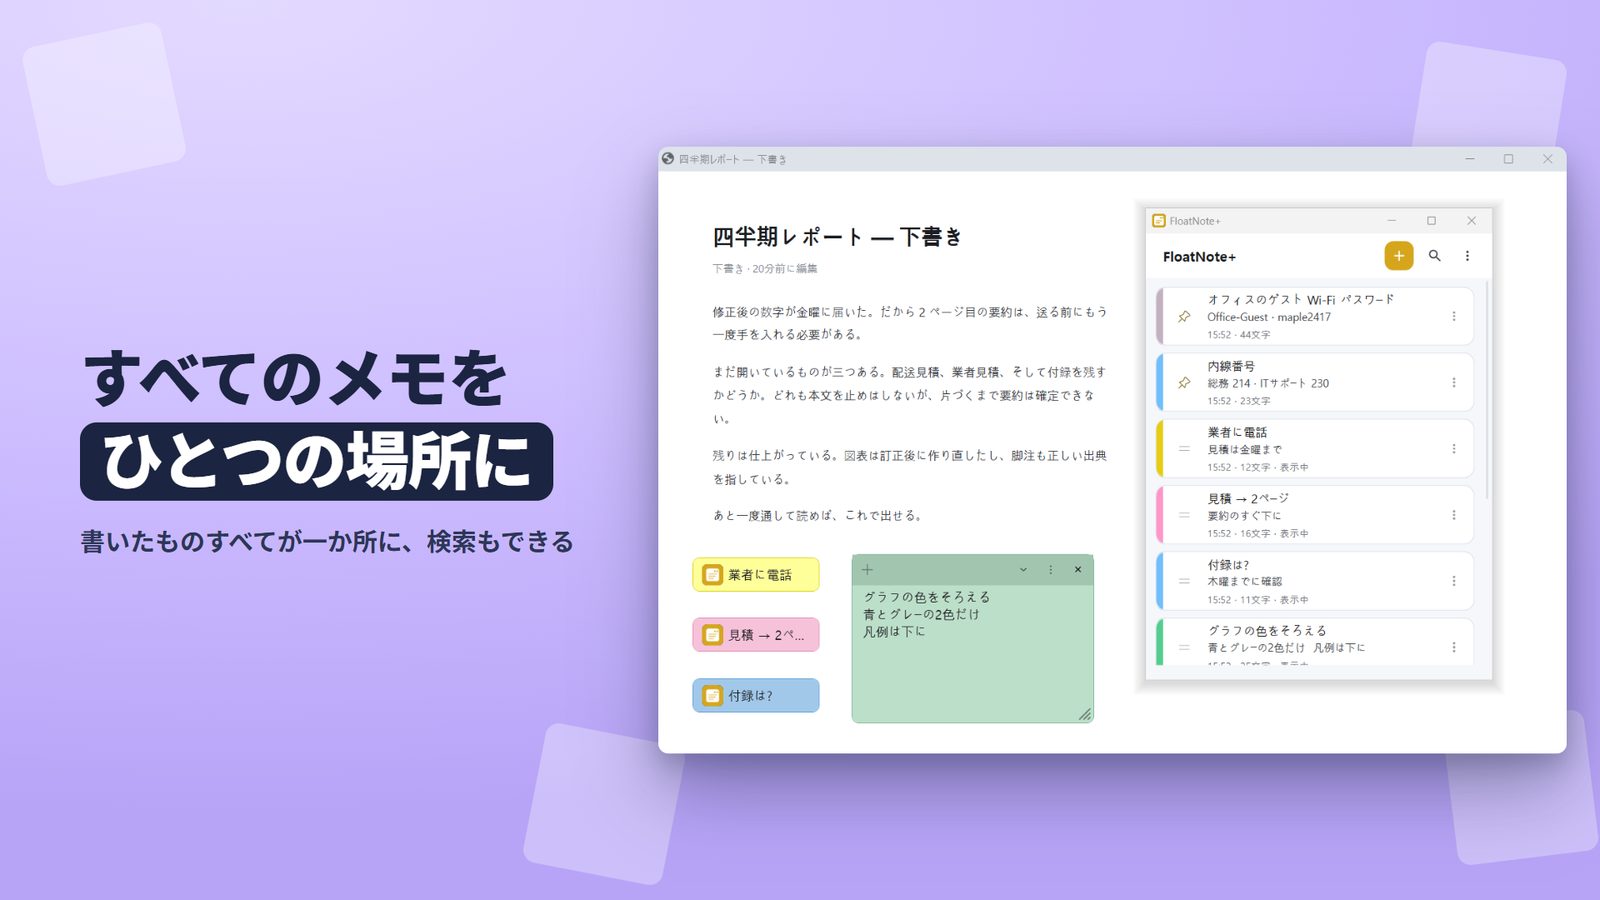 すべてのメモを
ひとつの場所に
書いたものすべてが一か所に、検索もできる
四半期レポート — 下書き
四半期レポート — 下書き
下書き · 20分前に編集
修正後の数字が金曜に届いた。だから２ページ目の要約は、送る前にもう
一度手を入れる必要がある。
まだ開いているものが三つある。配送見積、業者見積、そして付録を残す
かどうか。どれも本文を止めはしないが、片づくまで要約は確定できな
い。
残りは仕上がっている。図表は訂正後に作り直したし、脚注も正しい出典
を指している。
あと一度通して読めば、これで出せる。
業者に電話
見積 → 2ペ...
付録は?
グラフの色をそろえる
青とグレーの2色だけ
凡例は下に
FloatNote+
FloatNote+
オフィスのゲスト Wi-Fi パスワード
Office-Guest · maple2417
15:52 · 44文字
内線番号
総務 214 · ITサポート 230
15:52 · 23文字
業者に電話
見積は金曜まで
15:52 · 12文字 · 表示中
見積 → 2ページ
要約のすぐ下に
15:52 · 16文字 · 表示中
付録は?
木曜までに確認
15:52 · 11文字 · 表示中
グラフの色をそろえる
青とグレーの2色だけ 凡例は下に